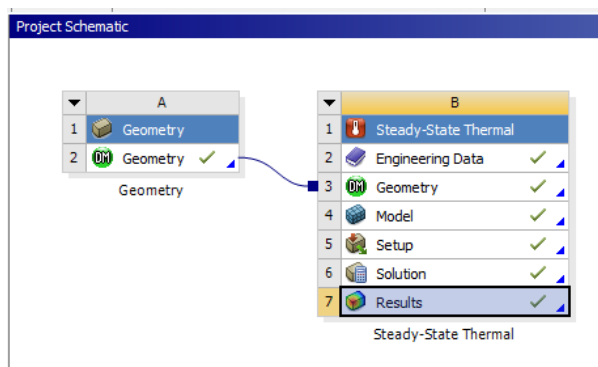 Project Schematic
A
1 Geometry
2 DM Geometry
Geometry
B
1 Steady-State Thermal
2 Engineering Data
3 DM Geometry
4 Model
5 Setup
6 Solution
7 Results
Steady-State Thermal